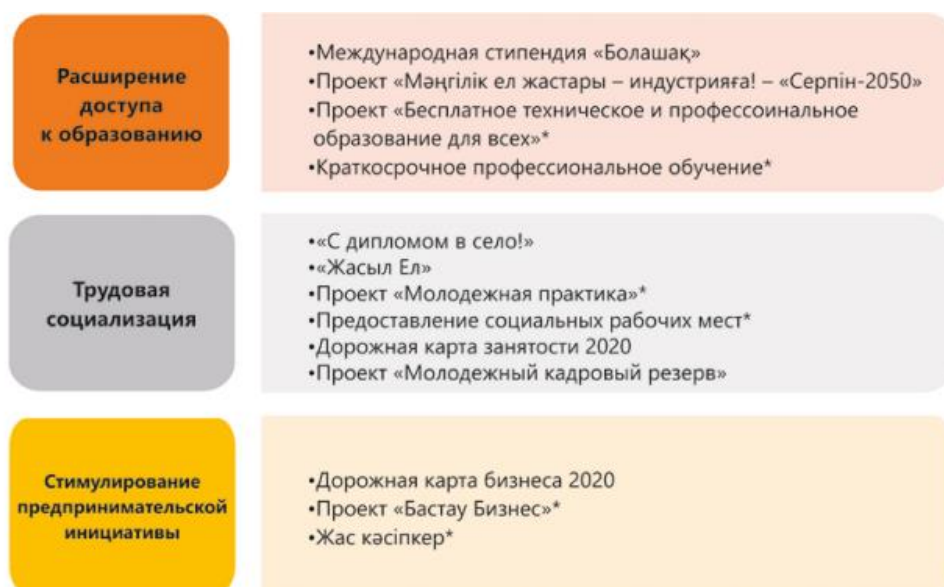 Расширение
доступа
к образованию
•Международная стипендия «Болашақ»
•Проект «Мәңгілік ел жастары – индустрияға! – «Серпін-2050»
•Проект «Бесплатное техническое и профессоинальное
образование для всех»*
•Краткосрочное профессиональное обучение*
Трудовая
социализация
•«С дипломом в село!»
•«Жасыл Ел»
•Проект «Молодежная практика»*
•Предоставление социальных рабочих мест*
•Дорожная карта занятости 2020
•Проект «Молодежный кадровый резерв»
Стимулирование
предпринимательской
инициативы
•Дорожная карта бизнеса 2020
•Проект «Бастау Бизнес»*
•Жас кәсіпкер*